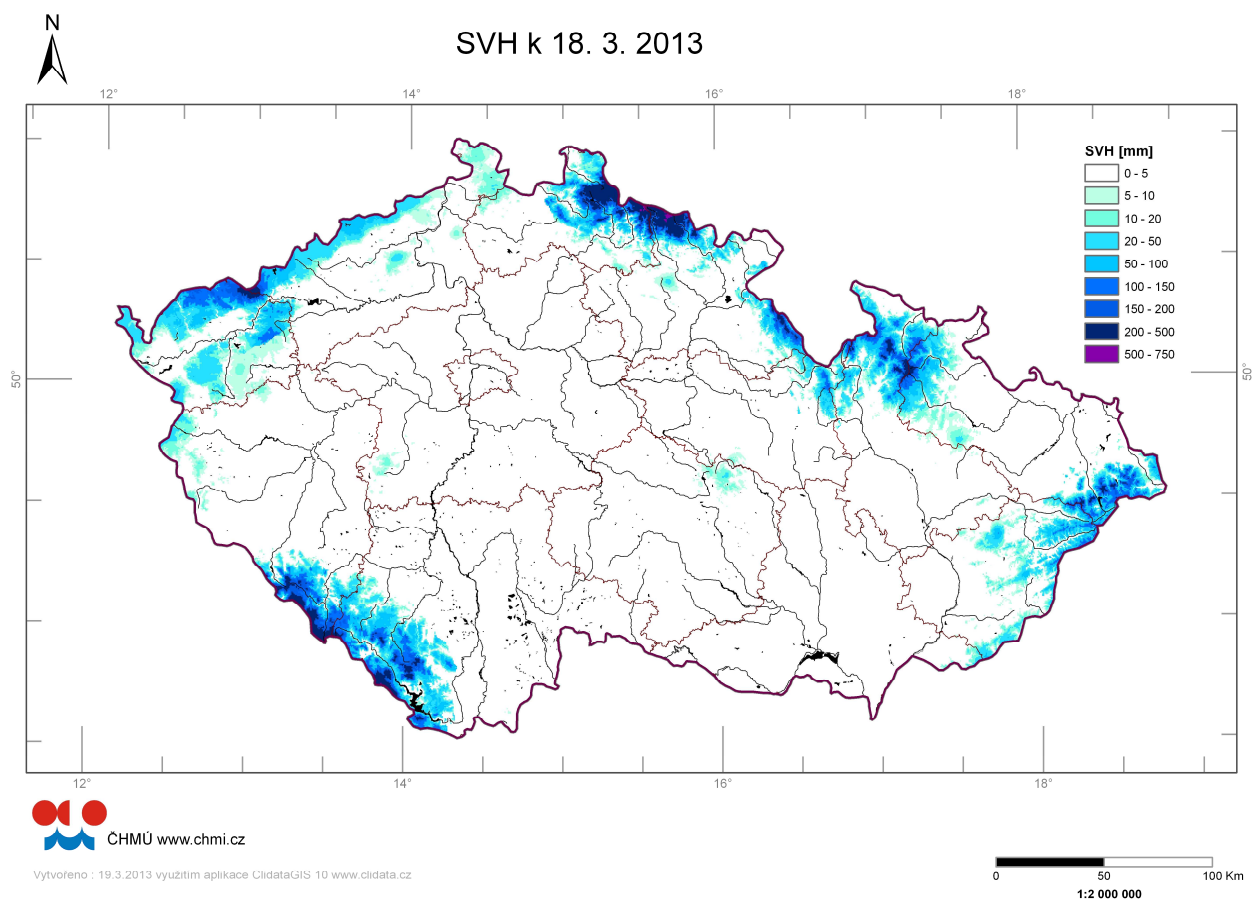 N
SVH k 18. 3. 2013
12° 14° 16° 18°
SVH [mm]
0 - 5
5 - 10
10 - 20
20 - 50
50 - 100
100 - 150
150 - 200
200 - 500
500 - 750
50° 50°
12° 14° 16° 18°
ČHMÚ www.chmi.cz
Vytvořeno : 19.3.2013 využitím aplikace ClidataGIS 10 www.clidata.cz
0 50 100 Km
1:2 000 000